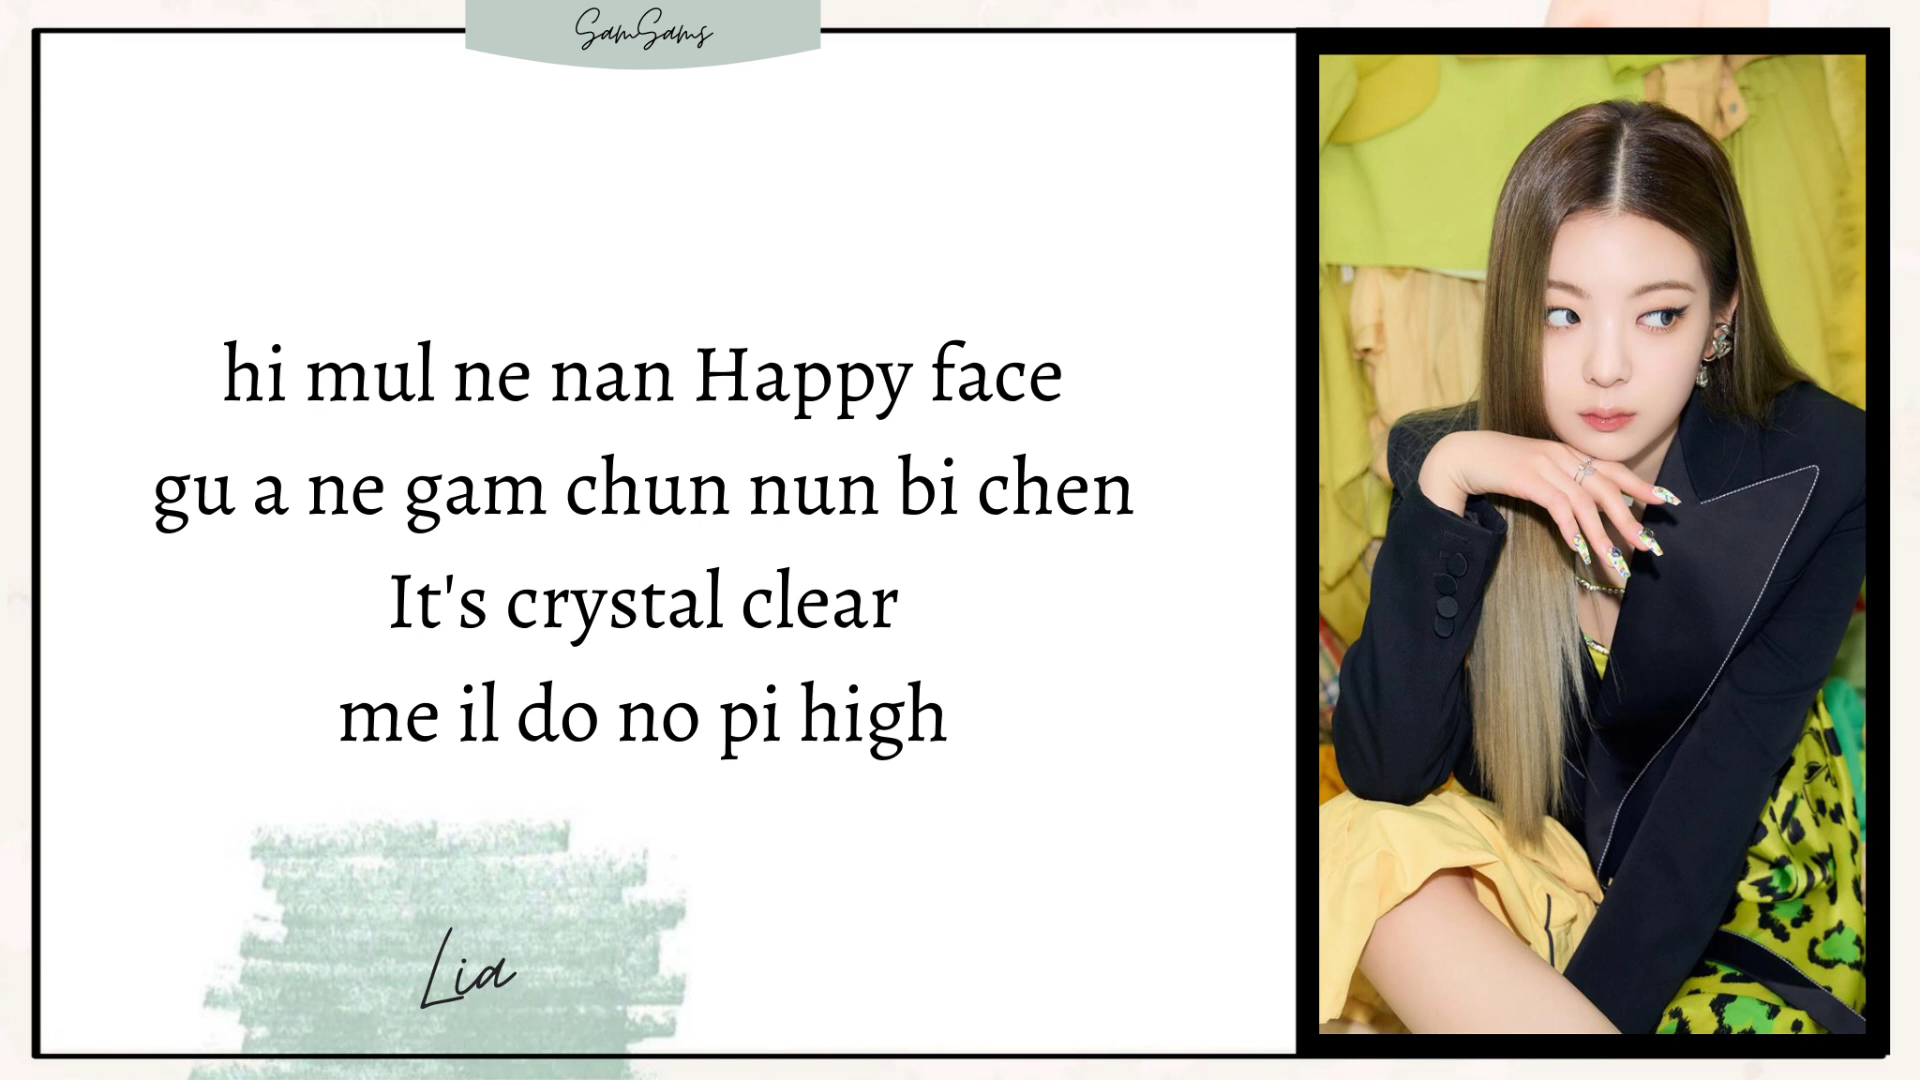 SamSams
hi mul ne nan Happy face
gu a ne gam chun nun bi chen
It's crystal clear
me il do no pi high
Lia